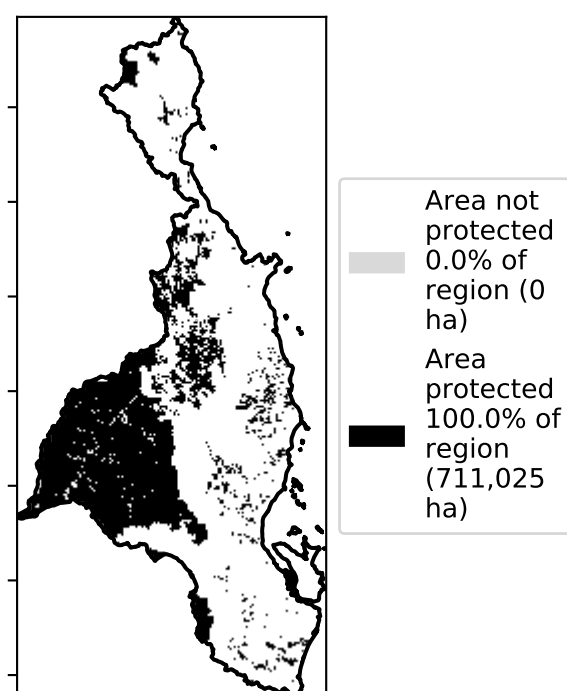 Area not
protected
0.0% of
region (0
ha)
Area
protected
100.0% of
region
(711,025
ha)